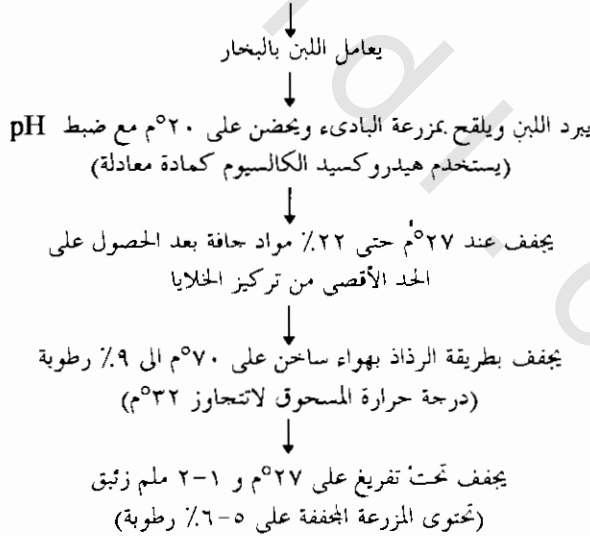 يعامل اللبن بالبخار
يبرد اللبن ويلقح بمزرعة البادىء ويحضن على ٢٠°م مع ضبط pH
(يستخدم هيدروكسيد الكالسيوم كمادة معادلة)
يجفف عند ٢٧°م حتى ٢٢٪ مواد جافة بعد الحصول على
الحد الأقصى من تركيز الخلايا
يجفف بطريقة الرذاذ بهواء ساخن على ٧٠°م الى ٩٪ رطوبة
(درجة حرارة المسحوق لاتتجاوز ٣٢°م)
يجفف تحت تفريغ على ٢٧°م و ١-٢ ملم زئبق
(تحتوى المزرعة المجففة على ٥-٦٪ رطوبة)